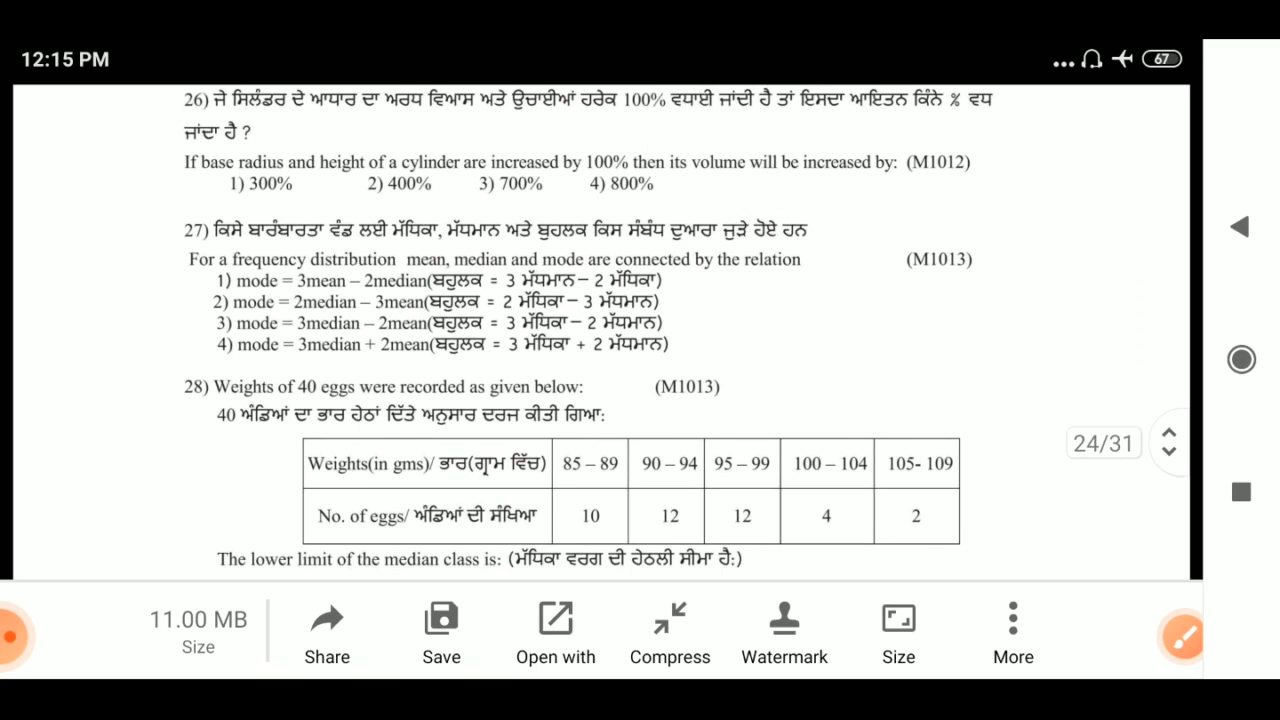 12:15 PM
67
26) ਜੇ ਸਿਲੰਡਰ ਦੇ ਆਧਾਰ ਦਾ ਅਰਧ ਵਿਆਸ ਅਤੇ ਉਚਾਈਆਂ ਹਰੇਕ 100% ਵਧਾਈ ਜਾਂਦੀ ਹੈ ਤਾਂ ਇਸਦਾ ਆਇਤਨ ਕਿੰਨੇ % ਵਧ
ਜਾਂਦਾ ਹੈ ?
If base radius and height of a cylinder are increased by 100% then its volume will be increased by: (M1012)
1) 300% 2) 400% 3) 700% 4) 800%
27) ਕਿਸੇ ਬਾਰੰਬਾਰਤਾ ਵੰਡ ਲਈ ਮੱਧਿਕਾ, ਮੱਧਮਾਨ ਅਤੇ ਬੁਹਲਕ ਕਿਸ ਸੰਬੰਧ ਦੁਆਰਾ ਜੁੜੇ ਹੋਏ ਹਨ
For a frequency distribution mean, median and mode are connected by the relation (M1013)
1) mode = 3mean – 2median(ਬਹੁਲਕ = 3 ਮੱਧਮਾਨ – 2 ਮੱਧਿਕਾ)
2) mode = 2median – 3mean(ਬਹੁਲਕ = 2 ਮੱਧਿਕਾ – 3 ਮੱਧਮਾਨ)
3) mode = 3median – 2mean(ਬਹੁਲਕ = 3 ਮੱਧਿਕਾ – 2 ਮੱਧਮਾਨ)
4) mode = 3median + 2mean(ਬਹੁਲਕ = 3 ਮੱਧਿਕਾ + 2 ਮੱਧਮਾਨ)
28) Weights of 40 eggs were recorded as given below: (M1013)
40 ਅੰਡਿਆਂ ਦਾ ਭਾਰ ਹੇਠਾਂ ਦਿੱਤੇ ਅਨੁਸਾਰ ਦਰਜ ਕੀਤੀ ਗਿਆ:
24/31
Weights(in gms)/ ਭਾਰ(ਗ੍ਰਾਮ ਵਿੱਚ) 85 – 89 90 – 94 95 – 99 100 – 104 105- 109
No. of eggs/ ਅੰਡਿਆਂ ਦੀ ਸੰਖਿਆ 10 12 12 4 2
The lower limit of the median class is: (ਮੱਧਿਕਾ ਵਰਗ ਦੀ ਹੇਠਲੀ ਸੀਮਾ ਹੈ:)
11.00 MB
Size
Share Save Open with Compress Watermark Size More